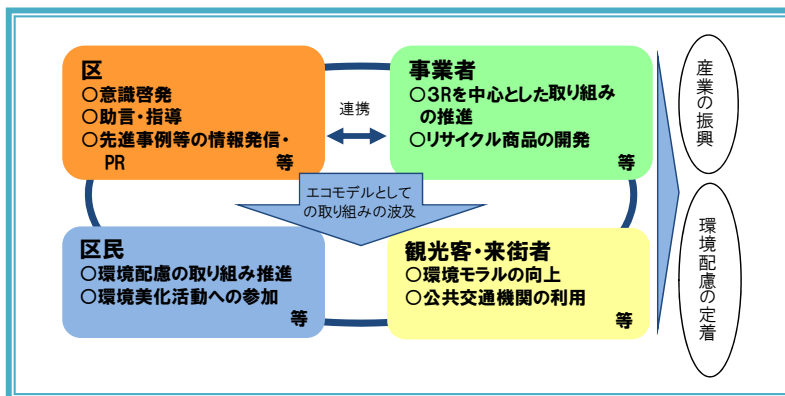 区
○意識啓発
○助言・指導
○先進事例等の情報発信・
PR
等
連携
事業者
○3Rを中心とした取り組み
の推進
○リサイクル商品の開発
等
エコモデルとして
の取り組みの波及
区民
○環境配慮の取り組み推進
○環境美化活動への参加
等
観光客・来街者
○環境モラルの向上
○公共交通機関の利用
等
産業の振興
環境配慮の定着